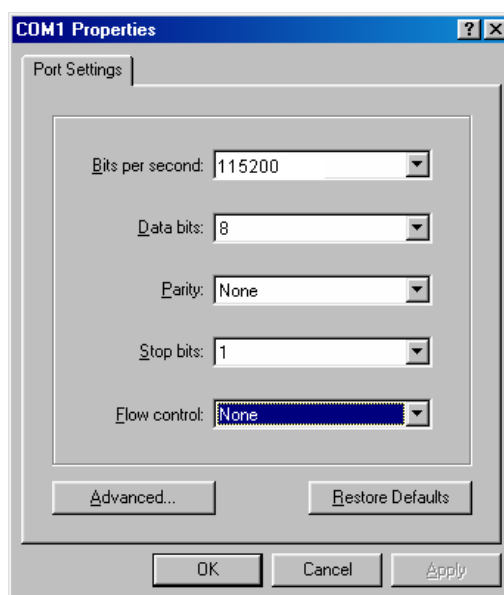 COM1 Properties
Port Settings
Bits per second: 115200
Data bits: 8
Parity: None
Stop bits: 1
Flow control: None
Advanced...
Restore Defaults
OK
Cancel
Apply